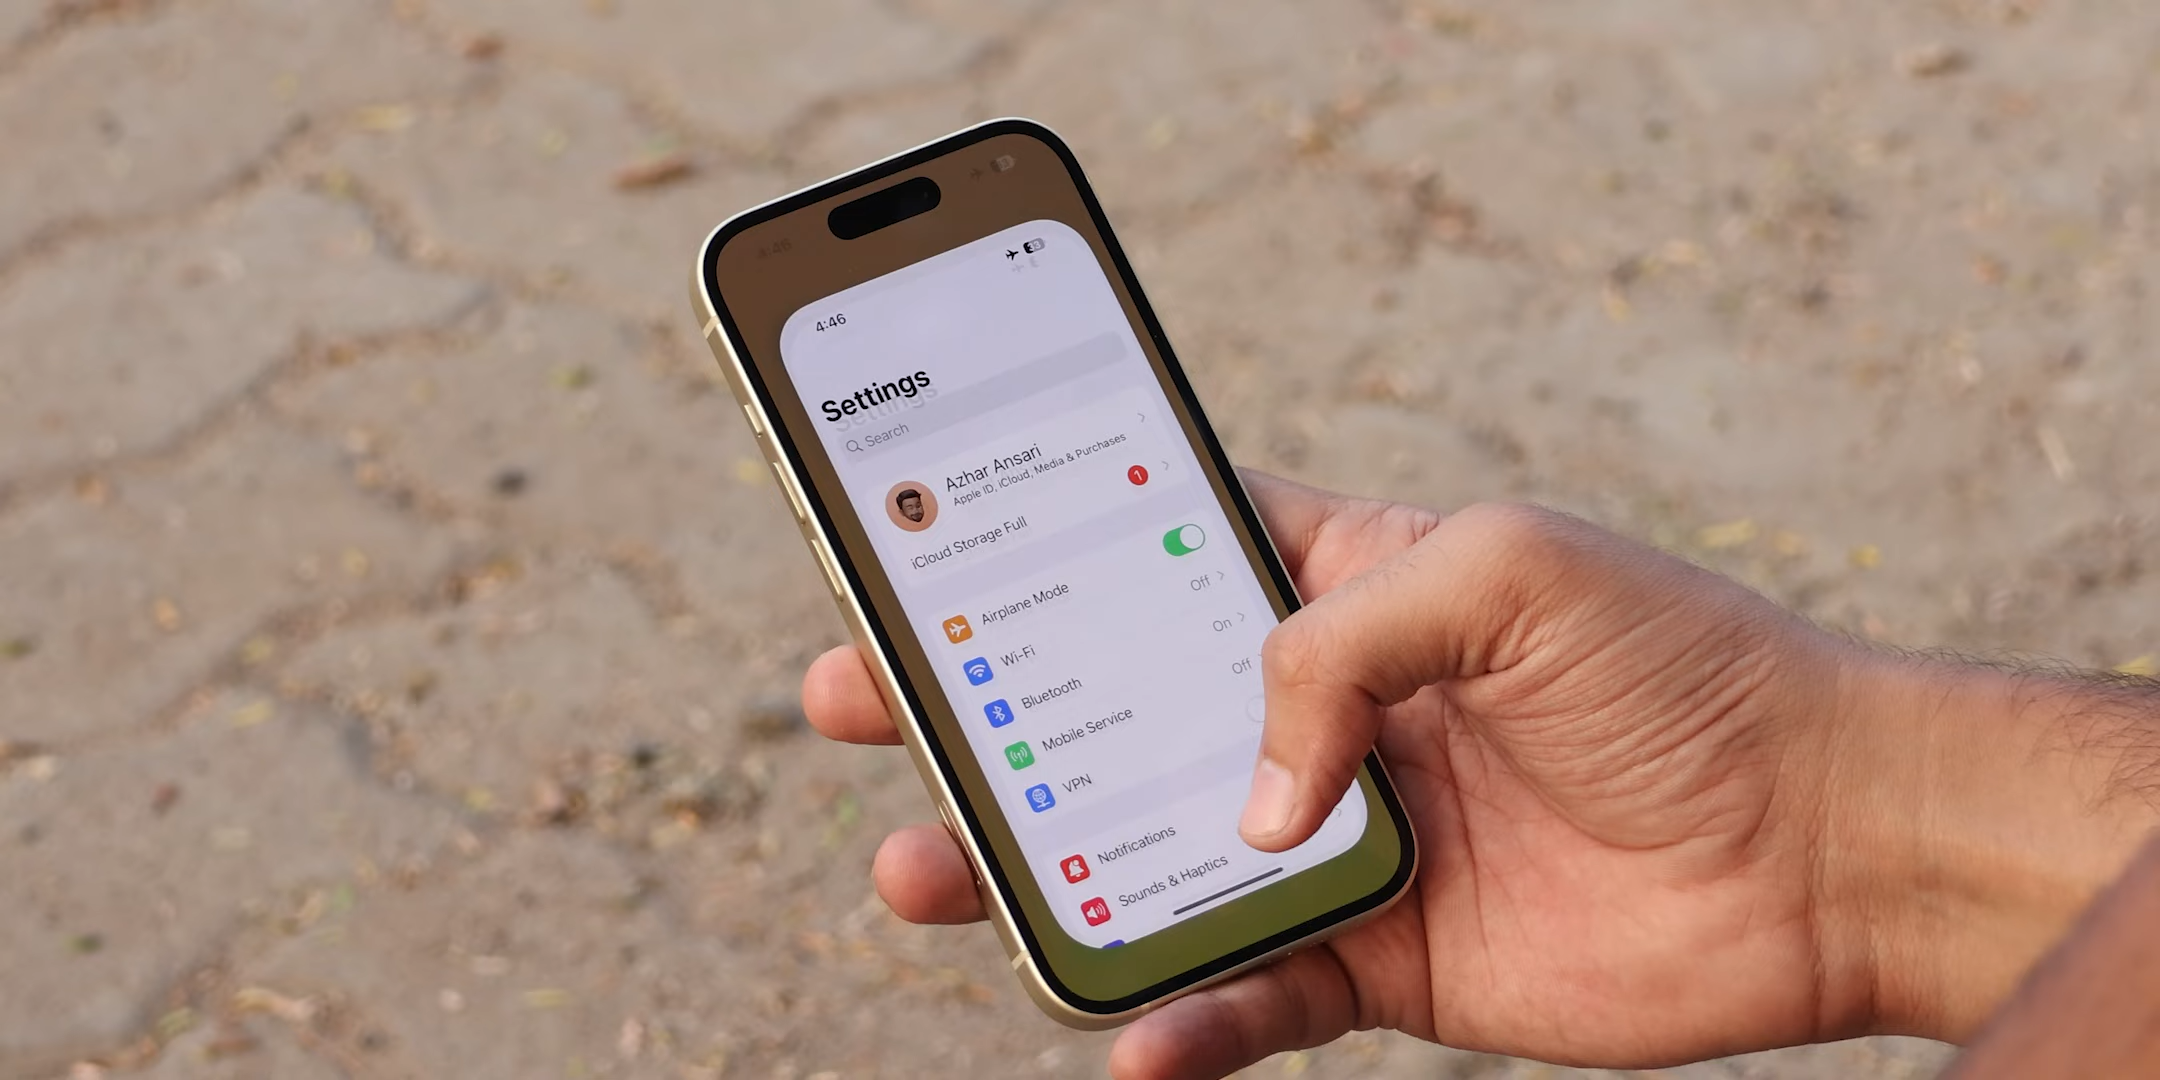 4:46
33
Settings
Search
Azhar Ansari
Apple ID, iCloud, Media & Purchases
iCloud Storage Full
1
Airplane Mode
Wi-Fi
Off
Bluetooth
On
Mobile Service
Off
VPN
Notifications
Sounds & Haptics